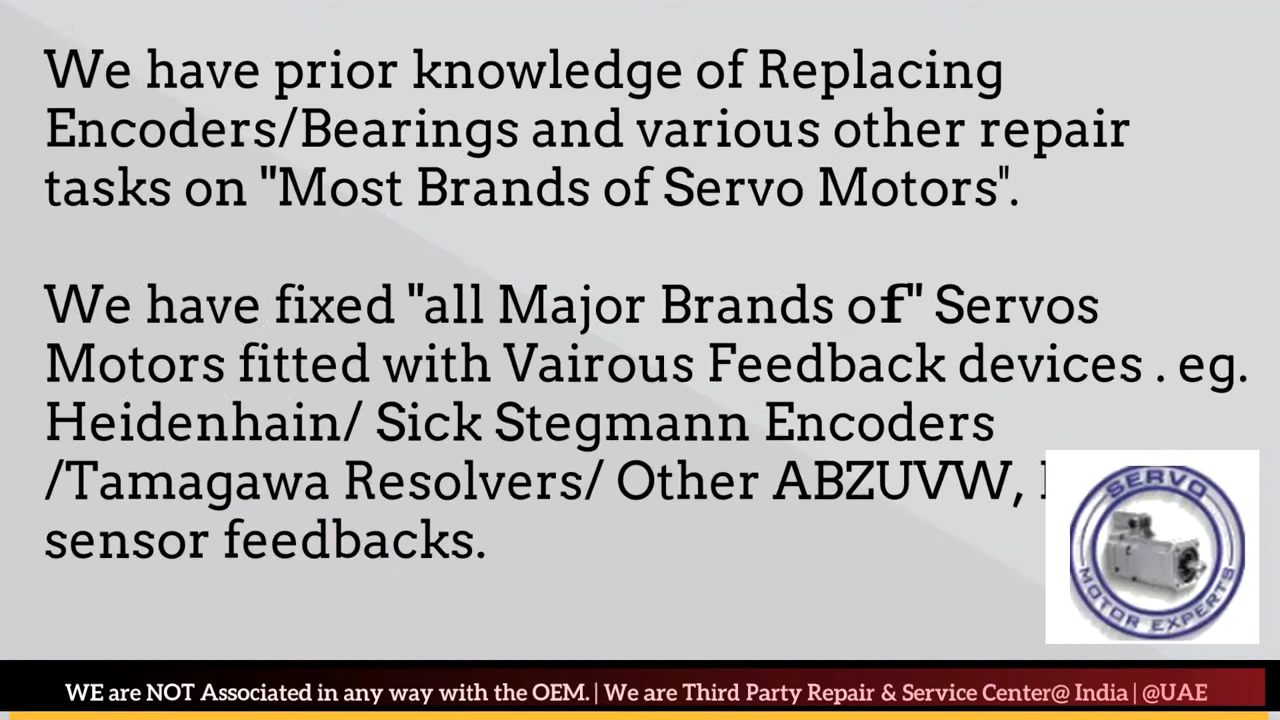 We have prior knowledge of Replacing
Encoders/Bearings and various other repair
tasks on "Most Brands of Servo Motors".
We have fixed "all Major Brands of" Servos
Motors fitted with Vairous Feedback devices . eg.
Heidenhain/ Sick Stegmann Encoders
/Tamagawa Resolvers/ Other ABZUVW,
sensor feedbacks.
SERVO
MOTOR EXPERTS
WE are NOT Associated in any way with the OEM. | We are Third Party Repair & Service Center@ India | @UAE